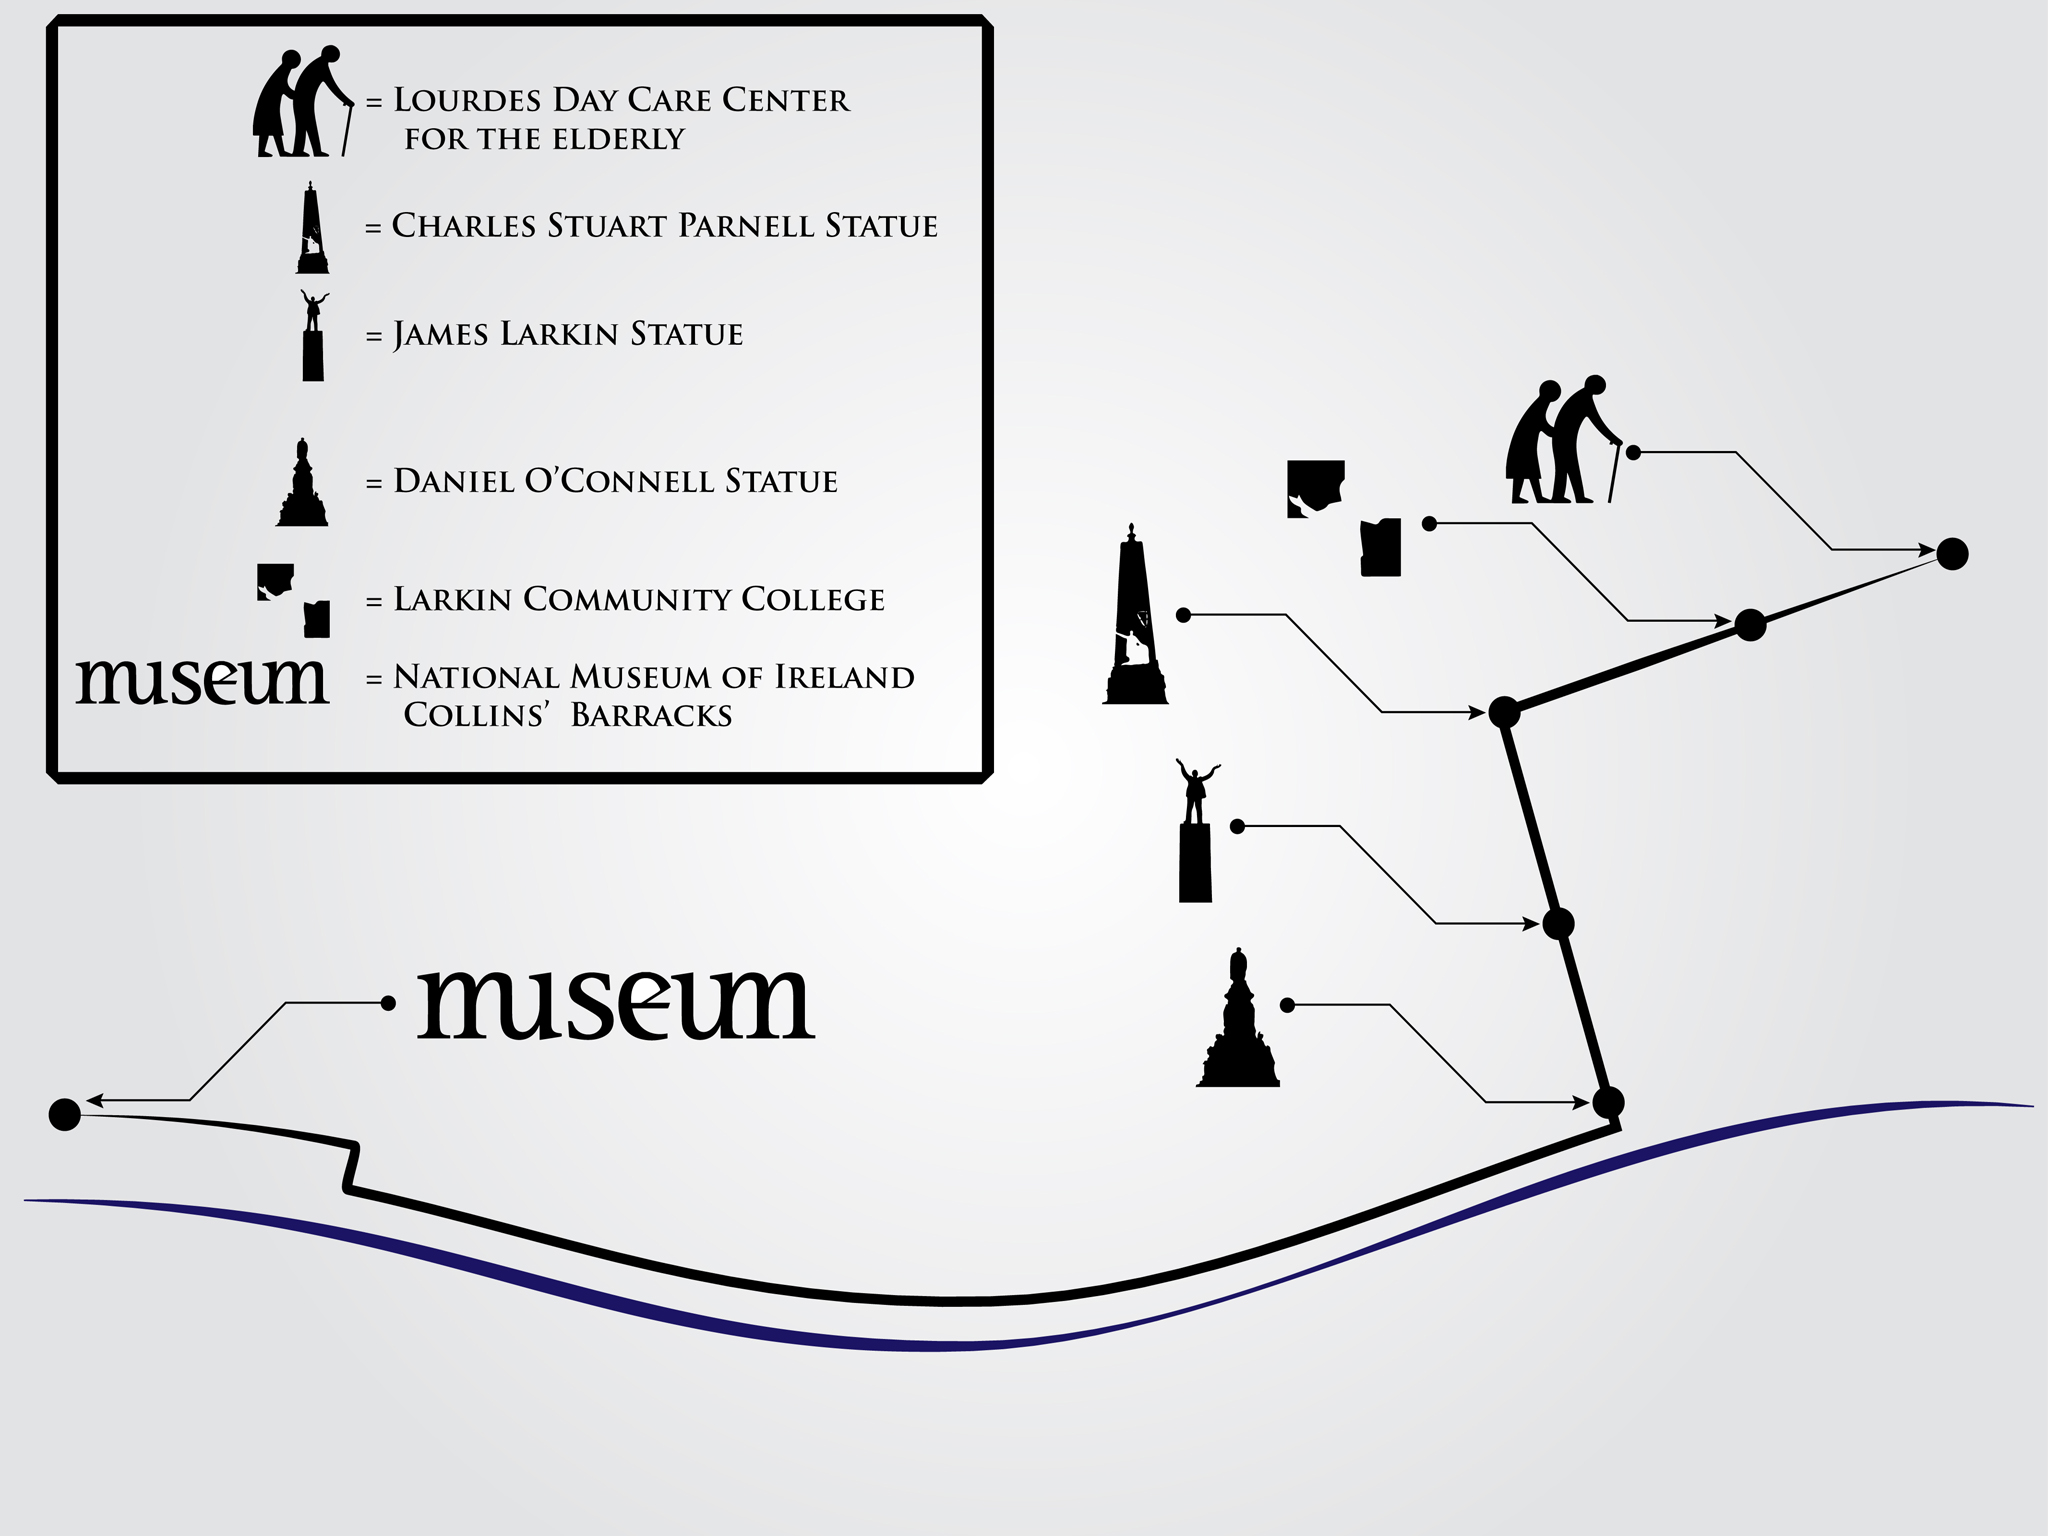 = Lourdes Day Care Center
for the elderly
= Charles Stuart Parnell Statue
= James Larkin Statue
= Daniel O’Connell Statue
= Larkin Community College
museum = National Museum of Ireland
Collins’ Barracks
museum